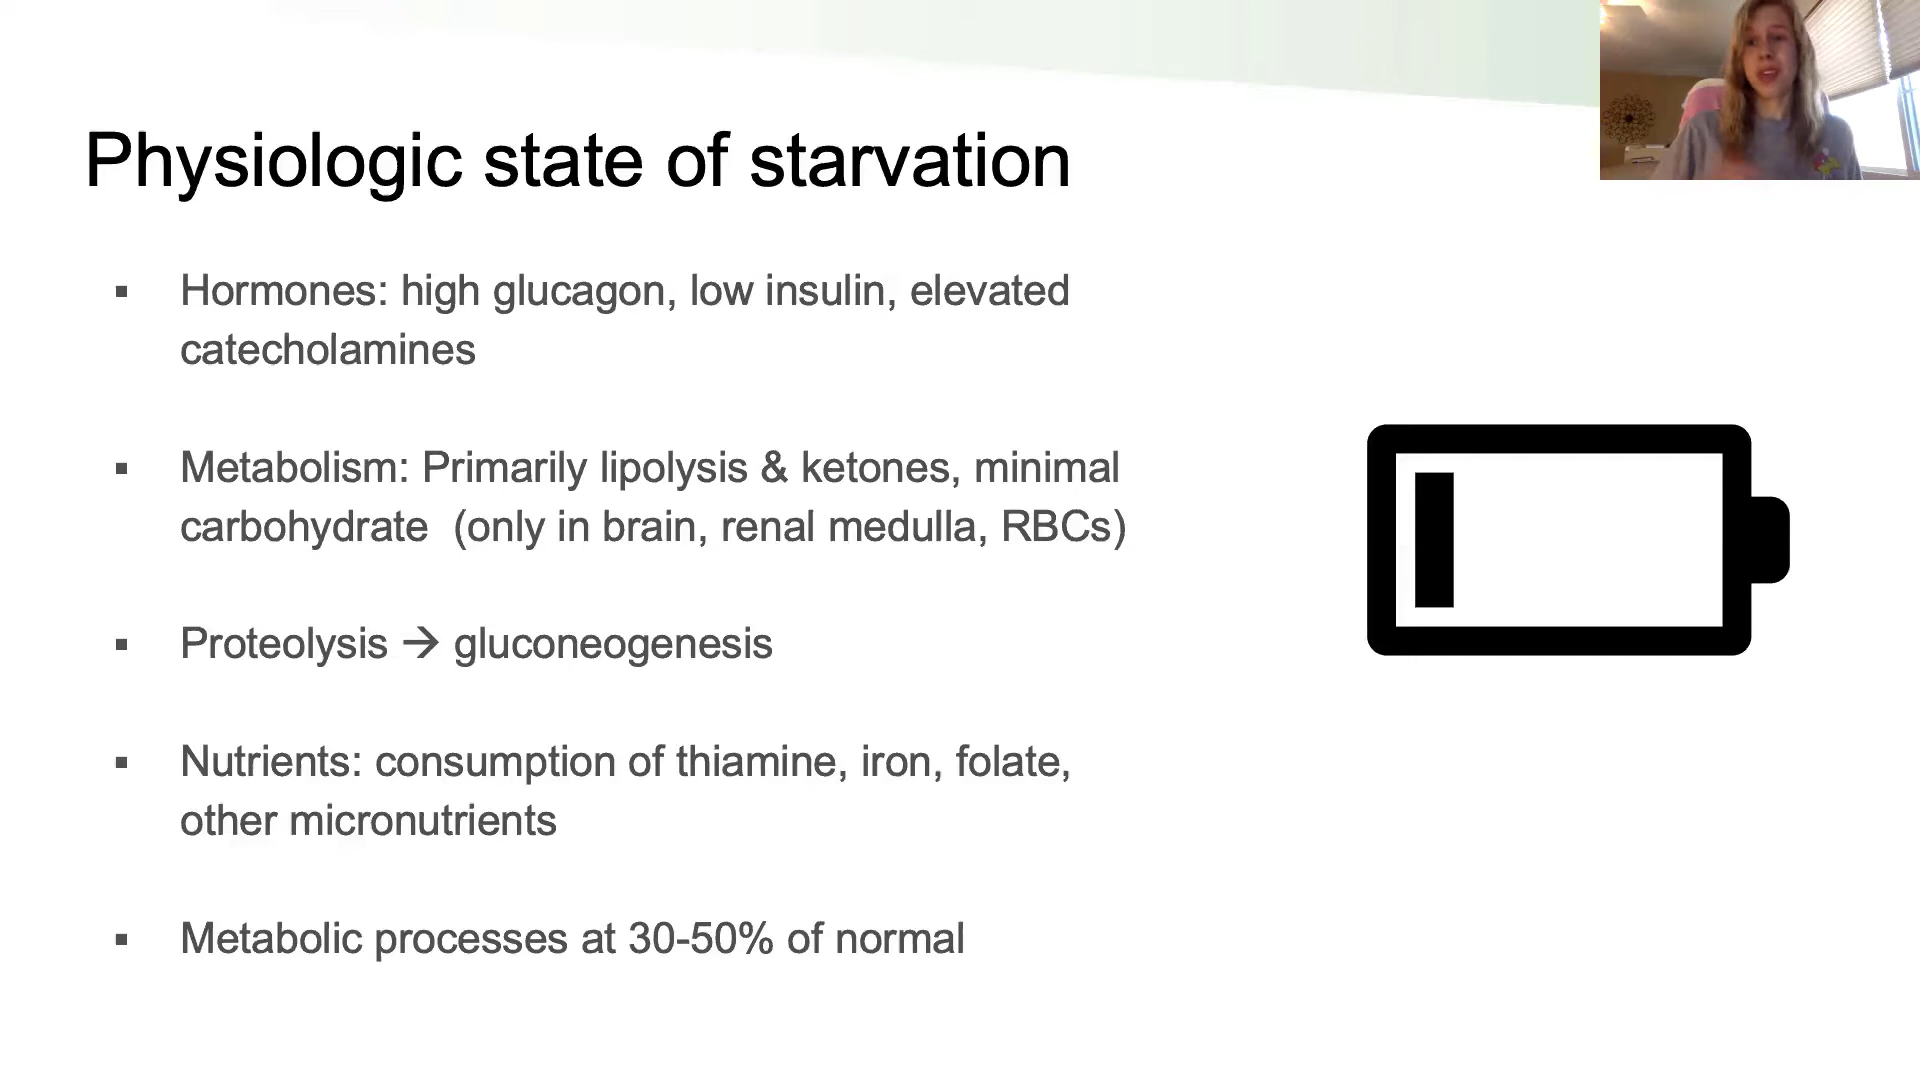 Physiologic state of starvation
▪ Hormones: high glucagon, low insulin, elevated
catecholamines
▪ Metabolism: Primarily lipolysis & ketones, minimal
carbohydrate  (only in brain, renal medulla, RBCs)
▪ Proteolysis → gluconeogenesis
▪ Nutrients: consumption of thiamine, iron, folate,
other micronutrients
▪ Metabolic processes at 30-50% of normal